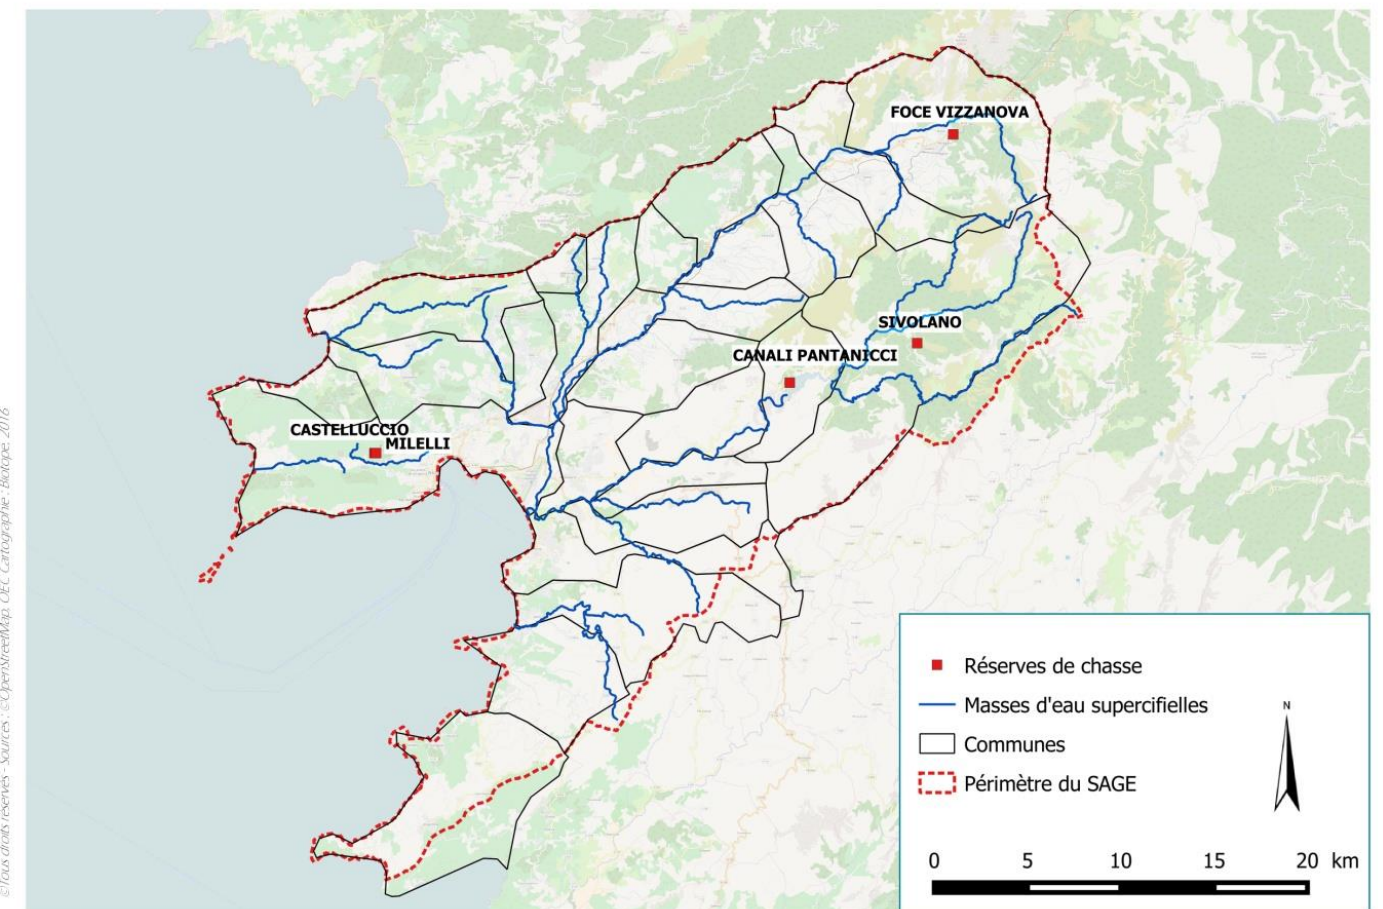 FOCE VIZZANOVA
SIVOLANO
CANALI PANTANICCI
CASTELLUCCIO
MILELLI
©Tous droits réservés - Sources : ©OpenStreetMap, OEC Cartographie : Biotope, 2016
Réserves de chasse
Masses d'eau supercifielles
Communes
Périmètre du SAGE
N
0 5 10 15 20 km